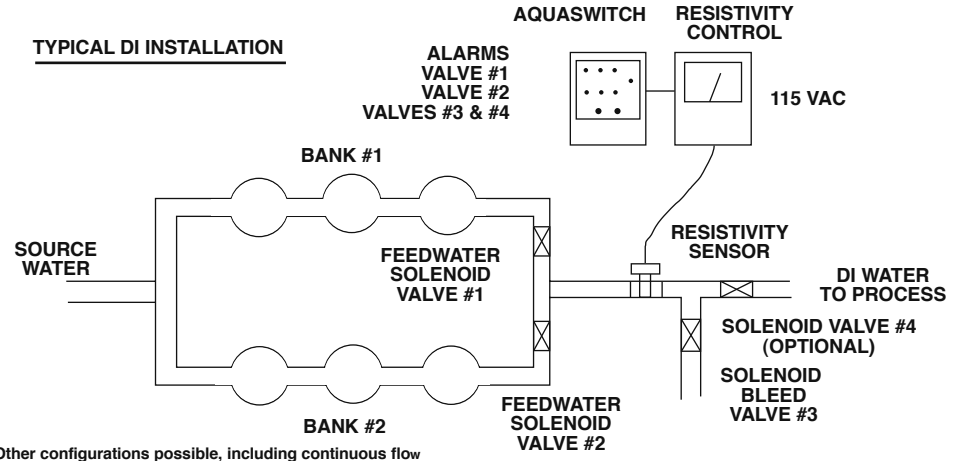 TYPICAL DI INSTALLATION
AQUASWITCH
RESISTIVITY
CONTROL
ALARMS
VALVE #1
VALVE #2
VALVES #3 & #4
115 VAC
BANK #1
SOURCE
WATER
FEEDWATER
SOLENOID
VALVE #1
RESISTIVITY
SENSOR
DI WATER
TO PROCESS
SOLENOID VALVE #4
(OPTIONAL)
SOLENOID
BLEED
VALVE #3
BANK #2
FEEDWATER
SOLENOID
VALVE #2
Other configurations possible, including continuous flow